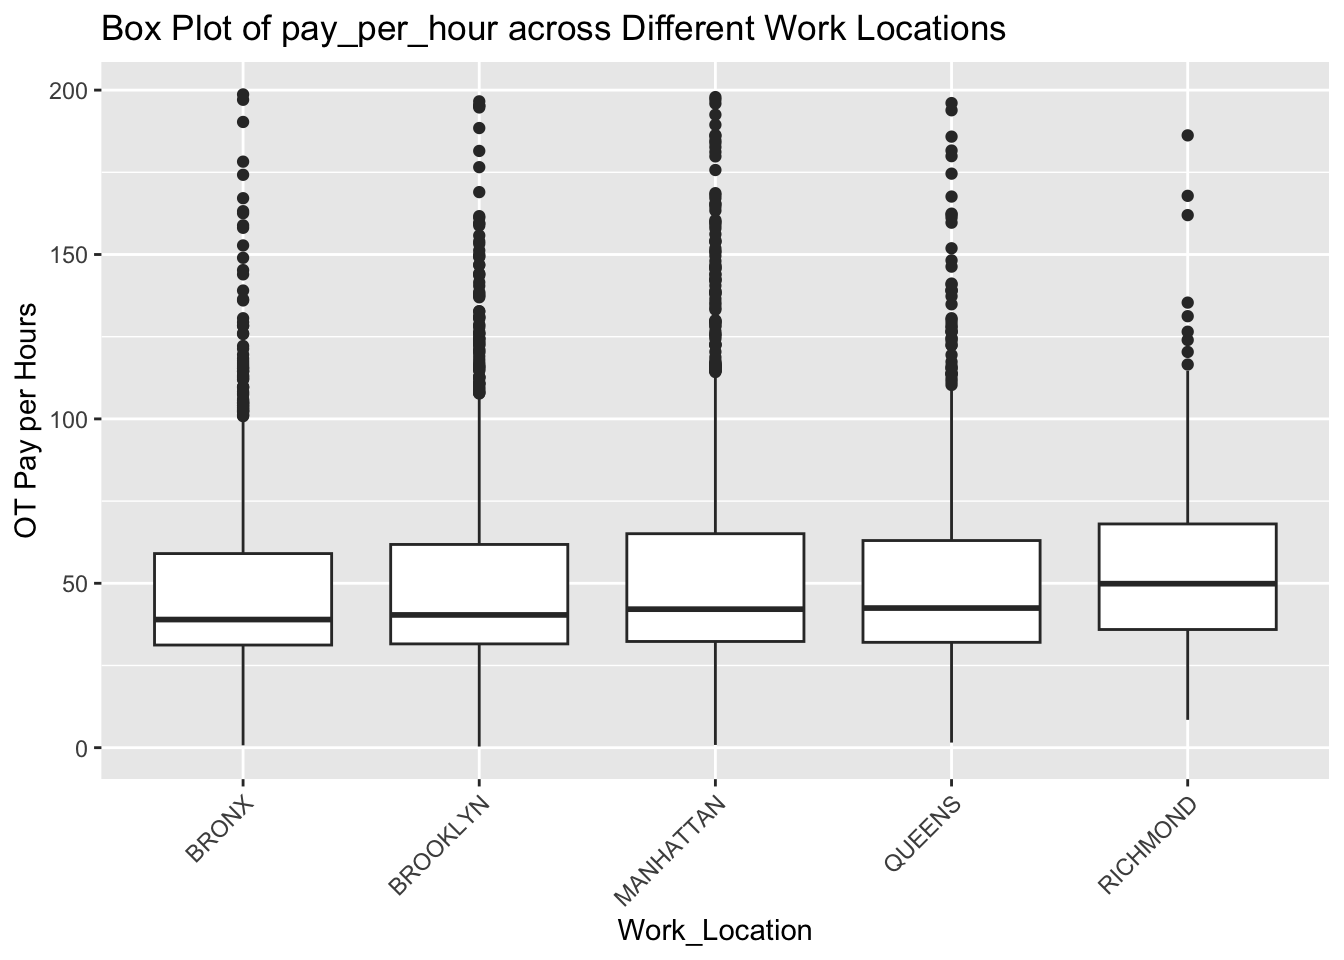 Box Plot of pay_per_hour across Different Work Locations
OT Pay per Hours
200
150
100
50
0
BRONX
BROOKLYN
MANHATTAN
QUEENS
RICHMOND
Work_Location